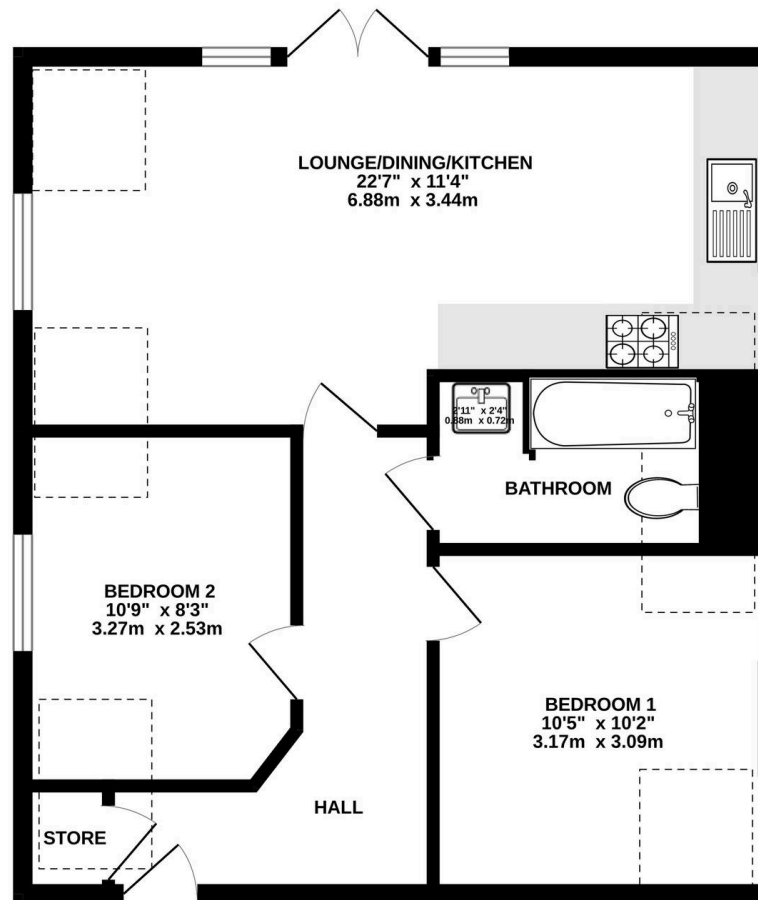 LOUNGE/DINING/KITCHEN
22'7" x 11'4"
6.88m x 3.44m
2'11" x 2'4"
0.88m x 0.72m
BATHROOM
BEDROOM 2
10'9" x 8'3"
3.27m x 2.53m
BEDROOM 1
10'5" x 10'2"
3.17m x 3.09m
HALL
STORE